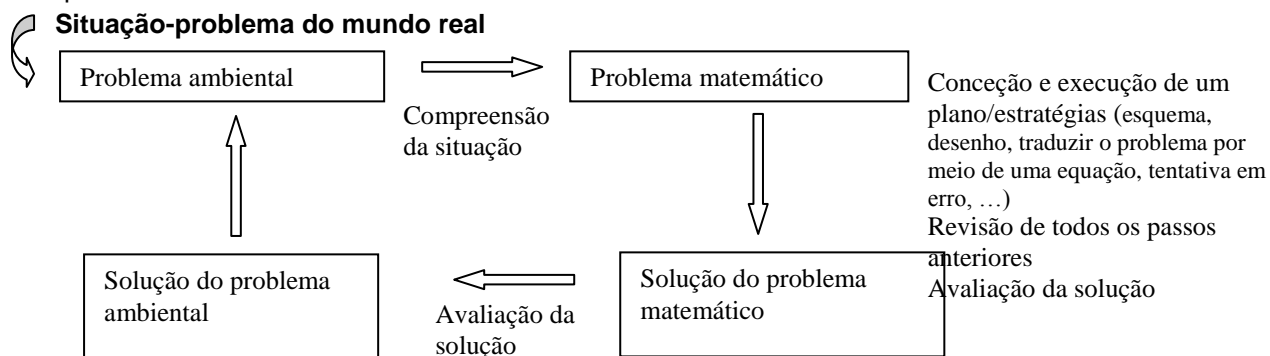 Situação-problema do mundo real
Problema ambiental
Compreensão
da situação
Problema matemático
Conceção e execução de um
plano/estratégias (esquema,
desenho, traduzir o problema por
meio de uma equação, tentativa em
erro, …)
Revisão de todos os passos
anteriores
Avaliação da solução
Solução do problema
matemático
Avaliação da
solução
Solução do problema
ambiental